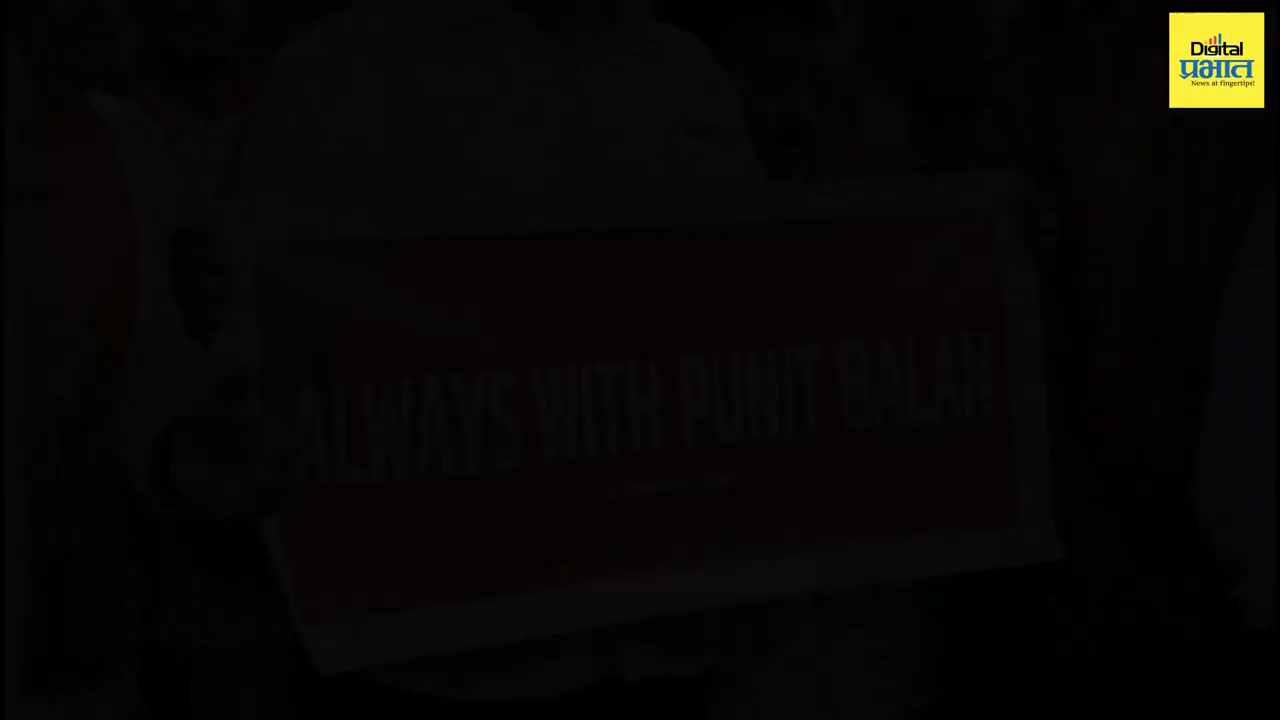 Digital
प्रभात
News at fingertips!
ALWAYS WITH PUNIT BALAN